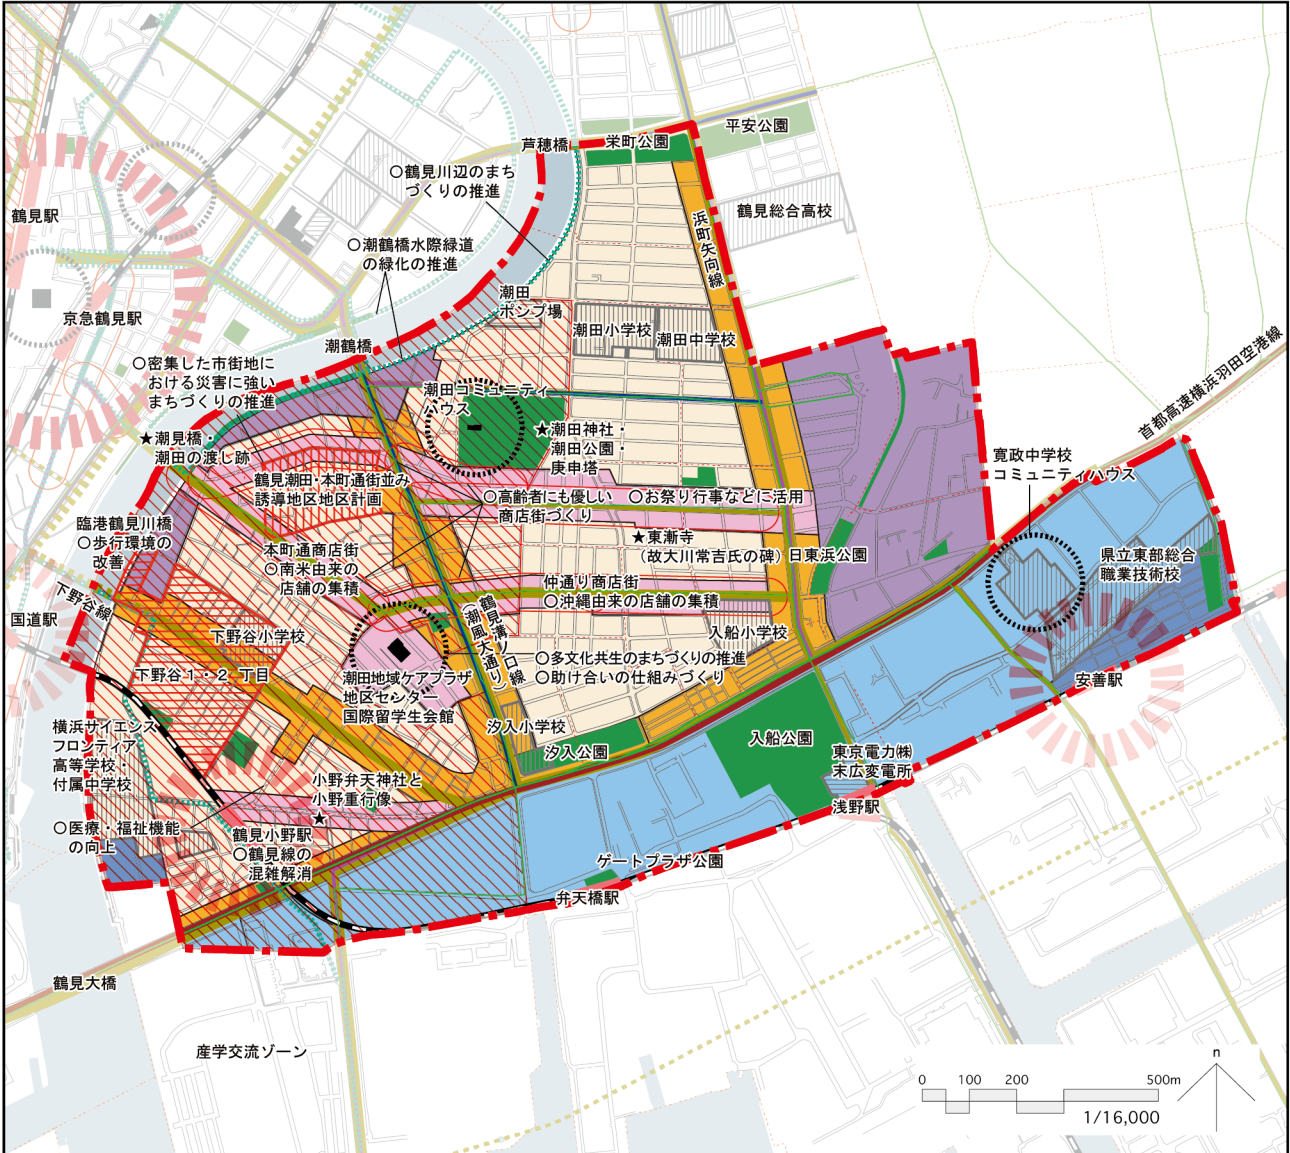 芦穂橋
栄町公園
平安公園
○鶴見川辺のまち
づくりの推進
鶴見駅
浜町矢向線
鶴見総合高校
○潮鶴橋水際緑道
の緑化の推進
潮田
ポンプ場
京急鶴見駅
潮鶴橋
潮田小学校
潮田中学校
○密集した市街地に
おける災害に強い
まちづくりの推進
潮田コミュニティ
ハウス
首都高速横浜羽田空港線
★潮見橋・
潮田の渡し跡
★潮田神社・
潮田公園・
庚申塔
寛政中学校
コミュニティハウス
鶴見潮田・本町通街並み
誘導地区地区計画
○高齢者にも優しい
商店街づくり
○お祭り行事などに活用
臨港鶴見川橋
○歩行環境の
改善
★東漸寺
(故大川常吉氏の碑)
日東浜公園
県立東部総合
職業技術校
本町通商店街
○南米由来の
店舗の集積
仲通り商店街
○沖縄由来の店舗の集積
下野谷線
国道駅
鶴見溝ノ口線
(潮風大通り)
下野谷小学校
入船小学校
下野谷1・2 丁目
○多文化共生のまちづくりの推進
○助け合いの仕組みづくり
潮田地域ケアプラザ
地区センター
国際留学生会館
安善駅
横浜サイエンス
フロンティア
高等学校・
付属中学校
汐入小学校
汐入公園
入船公園
東京電力㈱
末広変電所
小野弁天神社と
小野重行像
★
浅野駅
○医療・福祉機能
の向上
鶴見小野駅
○鶴見線の
混雑解消
ゲートプラザ公園
弁天橋駅
鶴見大橋
産学交流ゾーン
n
0 100 200 500m
1/16,000